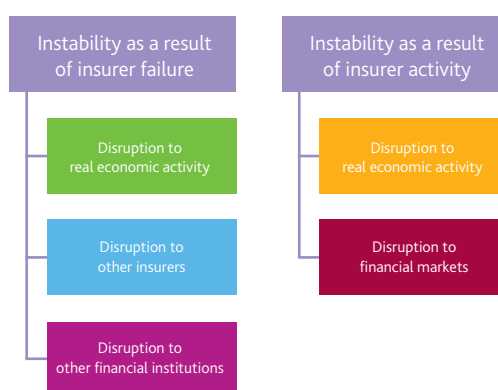 Instability as a result
of insurer failure
Disruption to
real economic activity
Disruption to
other insurers
Disruption to
other financial institutions
Instability as a result
of insurer activity
Disruption to
real economic activity
Disruption to
financial markets